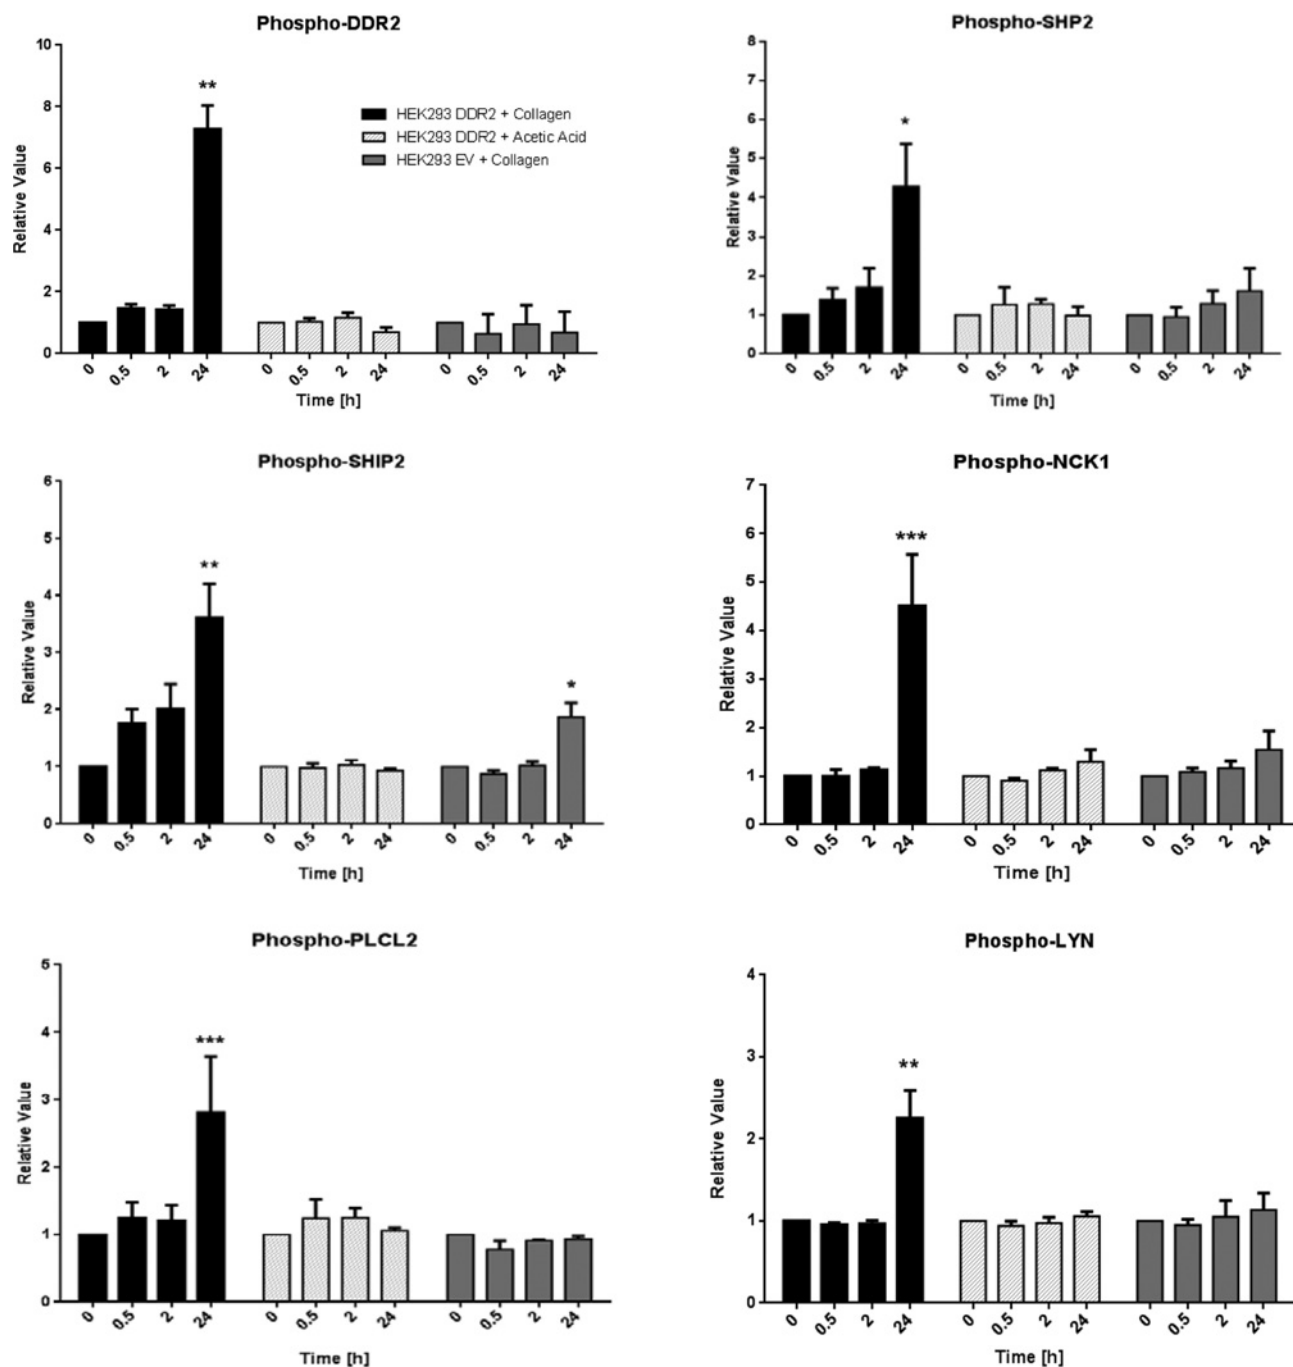 Phospho-DDR2
10
8
6
4
2
0
Relative Value
**
HEK293 DDR2 + Collagen
HEK293 DDR2 + Acetic Acid
HEK293 EV + Collagen
0 0.5 2 24 0 0.5 2 24 0 0.5 2 24
Time [h]
Phospho-SHP2
8
7
6
5
4
3
2
1
0
Relative Value
*
0 0.5 2 24 0 0.5 2 24 0 0.5 2 24
Time [h]
Phospho-SHIP2
6
5
4
3
2
1
0
Relative Value
**
*
0 0.5 2 24 0 0.5 2 24 0 0.5 2 24
Time [h]
Phospho-NCK1
7
6
5
4
3
2
1
0
Relative Value
***
0 0.5 2 24 0 0.5 2 24 0 0.5 2 24
Time [h]
Phospho-PLCL2
5
4
3
2
1
0
Relative Value
***
0 0.5 2 24 0 0.5 2 24 0 0.5 2 24
Time [h]
Phospho-LYN
4
3
2
1
0
Relative Value
**
0 0.5 2 24 0 0.5 2 24 0 0.5 2 24
Time [h]